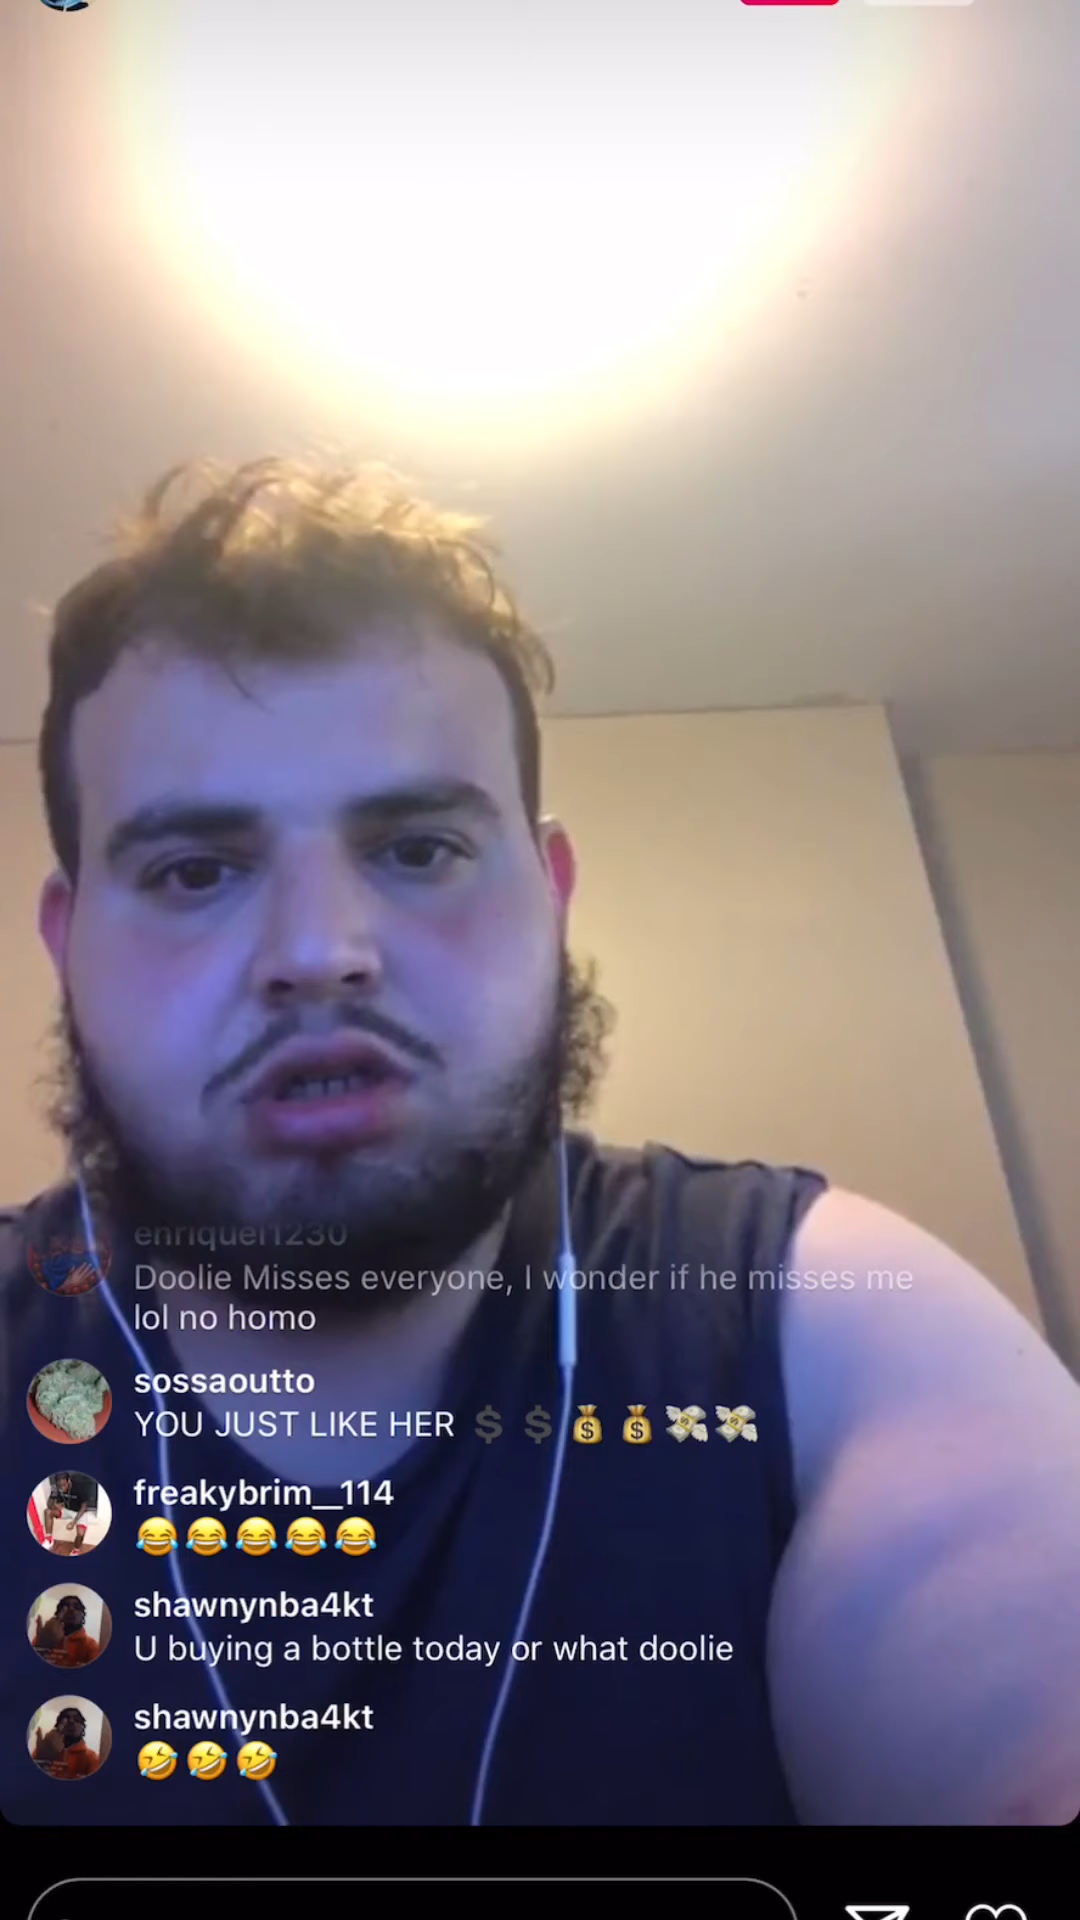 enriquer1230
Doolie Misses everyone, I wonder if he misses me
lol no homo
sossaoutto
YOU JUST LIKE HER 💲💲💰💰💸💸
freakybrim__114
😂😂😂😂😂
shawnynba4kt
U buying a bottle today or what doolie
shawnynba4kt
🤣🤣🤣